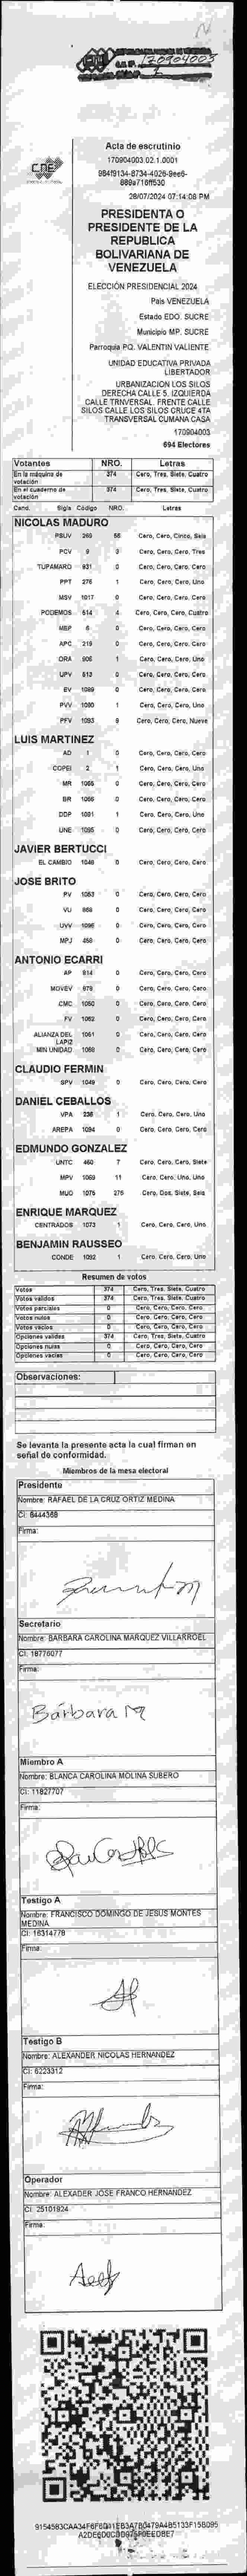 170904003
2
CNE
Acta de escrutinio
170904003.02.1.0001
28/07/2024 07:14:08 PM
PRESIDENTA O
PRESIDENTE DE LA
REPUBLICA
BOLIVARIANA DE
VENEZUELA
ELECCIÓN PRESIDENCIAL 2024
País VENEZUELA
Estado EDO. SUCRE
Municipio MP. SUCRE
Parroquia PQ. VALENTIN VALIENTE
UNIDAD EDUCATIVA PRIVADA
LIBERTADOR
URBANIZACION LOS SILOS
DERECHA CALLE 5. IZQUIERDA
CALLE TRNVERSAL. FRENTE CALLE
SILOS CALLE LOS SILOS CRUCE 4TA
TRANSVERSAL CUMANA CASA
170904003
694 Electores
Votantes NRO. Letras
En la máquina de votación 374 Cero, Tres, Siete, Cuatro
En el cuaderno de votación 374 Cero, Tres, Siete, Cuatro
Cand. Sigla Código NRO. Letras
NICOLAS MADURO
PSUV 269 56 Cero, Cero, Cinco, Seis
PCV 9 3 Cero, Cero, Cero, Tres
TUPAMARO 931 0 Cero, Cero, Cero, Cero
PPT 276 1 Cero, Cero, Cero, Uno
MSV 1017 0 Cero, Cero, Cero, Cero
PODEMOS 514 4 Cero, Cero, Cero, Cuatro
MEP 6 0 Cero, Cero, Cero, Cero
APC 219 0 Cero, Cero, Cero, Cero
ORA 906 1 Cero, Cero, Cero, Uno
UPV 513 0 Cero, Cero, Cero, Cero
EV 1089 0 Cero, Cero, Cero, Cero
PVV 1090 1 Cero, Cero, Cero, Uno
PFV 1093 9 Cero, Cero, Cero, Nueve
LUIS MARTINEZ
AD 1 0 Cero, Cero, Cero, Cero
COPEI 2 1 Cero, Cero, Cero, Uno
MR 1055 0 Cero, Cero, Cero, Cero
BR 1056 0 Cero, Cero, Cero, Cero
DDP 1091 1 Cero, Cero, Cero, Uno
UNE 1095 0 Cero, Cero, Cero, Cero
JAVIER BERTUCCI
EL CAMBIO 1048 0 Cero, Cero, Cero, Cero
JOSE BRITO
PV 1053 0 Cero, Cero, Cero, Cero
VU 868 0 Cero, Cero, Cero, Cero
UVV 1096 0 Cero, Cero, Cero, Cero
MPJ 458 0 Cero, Cero, Cero, Cero
ANTONIO ECARRI
AP 814 0 Cero, Cero, Cero, Cero
MOVEV 978 0 Cero, Cero, Cero, Cero
CMC 1050 0 Cero, Cero, Cero, Cero
FV 1062 0 Cero, Cero, Cero, Cero
ALIANZA DEL LAPIZ 1061 0 Cero, Cero, Cero, Cero
MIN UNIDAD 1068 0 Cero, Cero, Cero, Cero
CLAUDIO FERMIN
SPV 1049 0 Cero, Cero, Cero, Cero
DANIEL CEBALLOS
VPA 236 1 Cero, Cero, Cero, Uno
AREPA 1094 0 Cero, Cero, Cero, Cero
EDMUNDO GONZALEZ
UNTC 460 7 Cero, Cero, Cero, Siete
MPV 1059 11 Cero, Cero, Uno, Uno
MUD 1075 276 Cero, Dos, Siete, Seis
ENRIQUE MARQUEZ
CENTRADOS 1073 1 Cero, Cero, Cero, Uno
BENJAMIN RAUSSEO
CONDE 1092 1 Cero, Cero, Cero, Uno
Resumen de votos
Votos 374 Cero, Tres, Siete, Cuatro
Votos validos 374 Cero, Tres, Siete, Cuatro
Votos parciales 0 Cero, Cero, Cero, Cero
Votos nulos 0 Cero, Cero, Cero, Cero
Votos vacios 0 Cero, Cero, Cero, Cero
Opciones validas 374 Cero, Tres, Siete, Cuatro
Opciones nulas 0 Cero, Cero, Cero, Cero
Opciones vacias 0 Cero, Cero, Cero, Cero
Observaciones:
Se levanta la presente acta la cual firman en
señal de conformidad.
Miembros de la mesa electoral
Presidente
Nombre: RAFAEL DE LA CRUZ ORTIZ MEDINA
CI: 8444369
Firma:
Secretario
Nombre: BARBARA CAROLINA MARQUEZ VILLARROEL
CI: 18776077
Firma:
Bárbara M
Miembro A
Nombre: BLANCA CAROLINA MOLINA SUBERO
CI: 11827707
Firma:
Testigo A
Nombre: FRANCISCO DOMINGO DE JESUS MONTES
MEDINA
CI: 16314778
Firma:
Testigo B
Nombre: ALEXANDER NICOLAS HERNANDEZ
CI: 6223312
Firma:
Operador
Nombre: ALEXADER JOSE FRANCO HERNANDEZ
CI: 25101924
Firma: